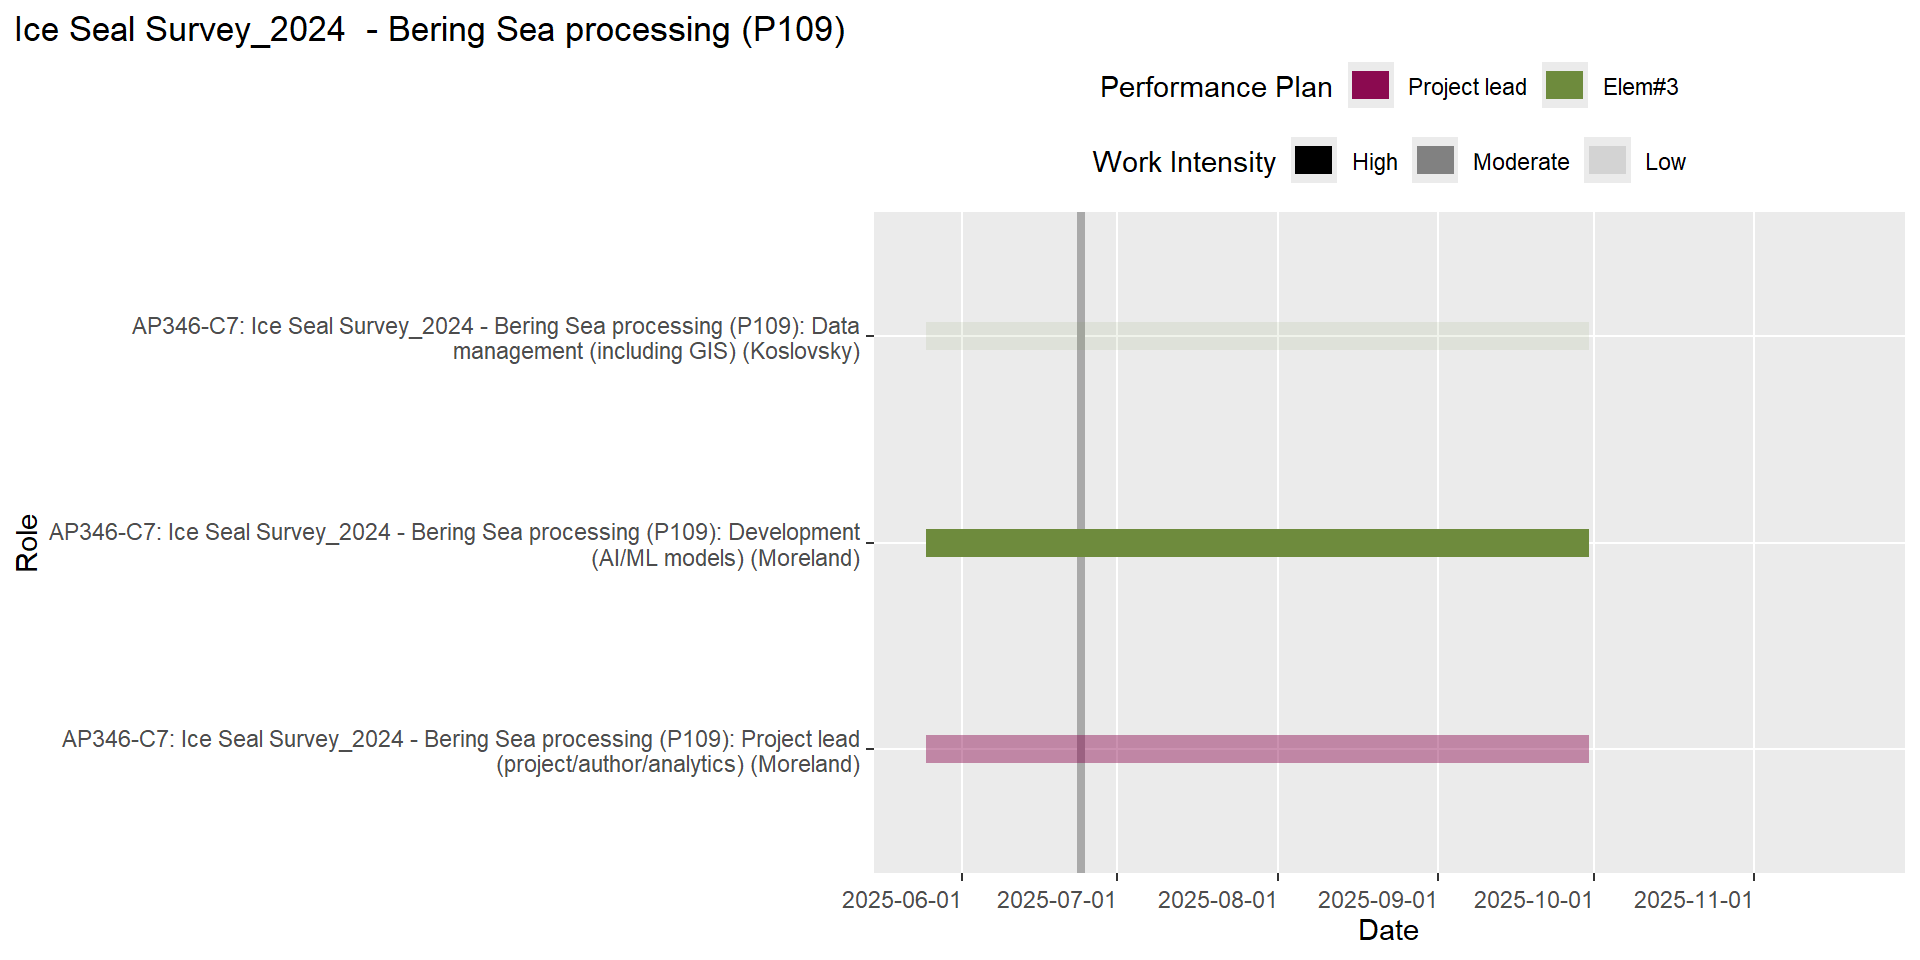 Ice Seal Survey_2024  - Bering Sea processing (P109)
Performance Plan Project lead Elem#3
Work Intensity High Moderate Low
Role
AP346-C7: Ice Seal Survey_2024 - Bering Sea processing (P109): Data
management (including GIS) (Koslovsky)
AP346-C7: Ice Seal Survey_2024 - Bering Sea processing (P109): Development
(AI/ML models) (Moreland)
AP346-C7: Ice Seal Survey_2024 - Bering Sea processing (P109): Project lead
(project/author/analytics) (Moreland)
2025-06-01 2025-07-01 2025-08-01 2025-09-01 2025-10-01 2025-11-01
Date